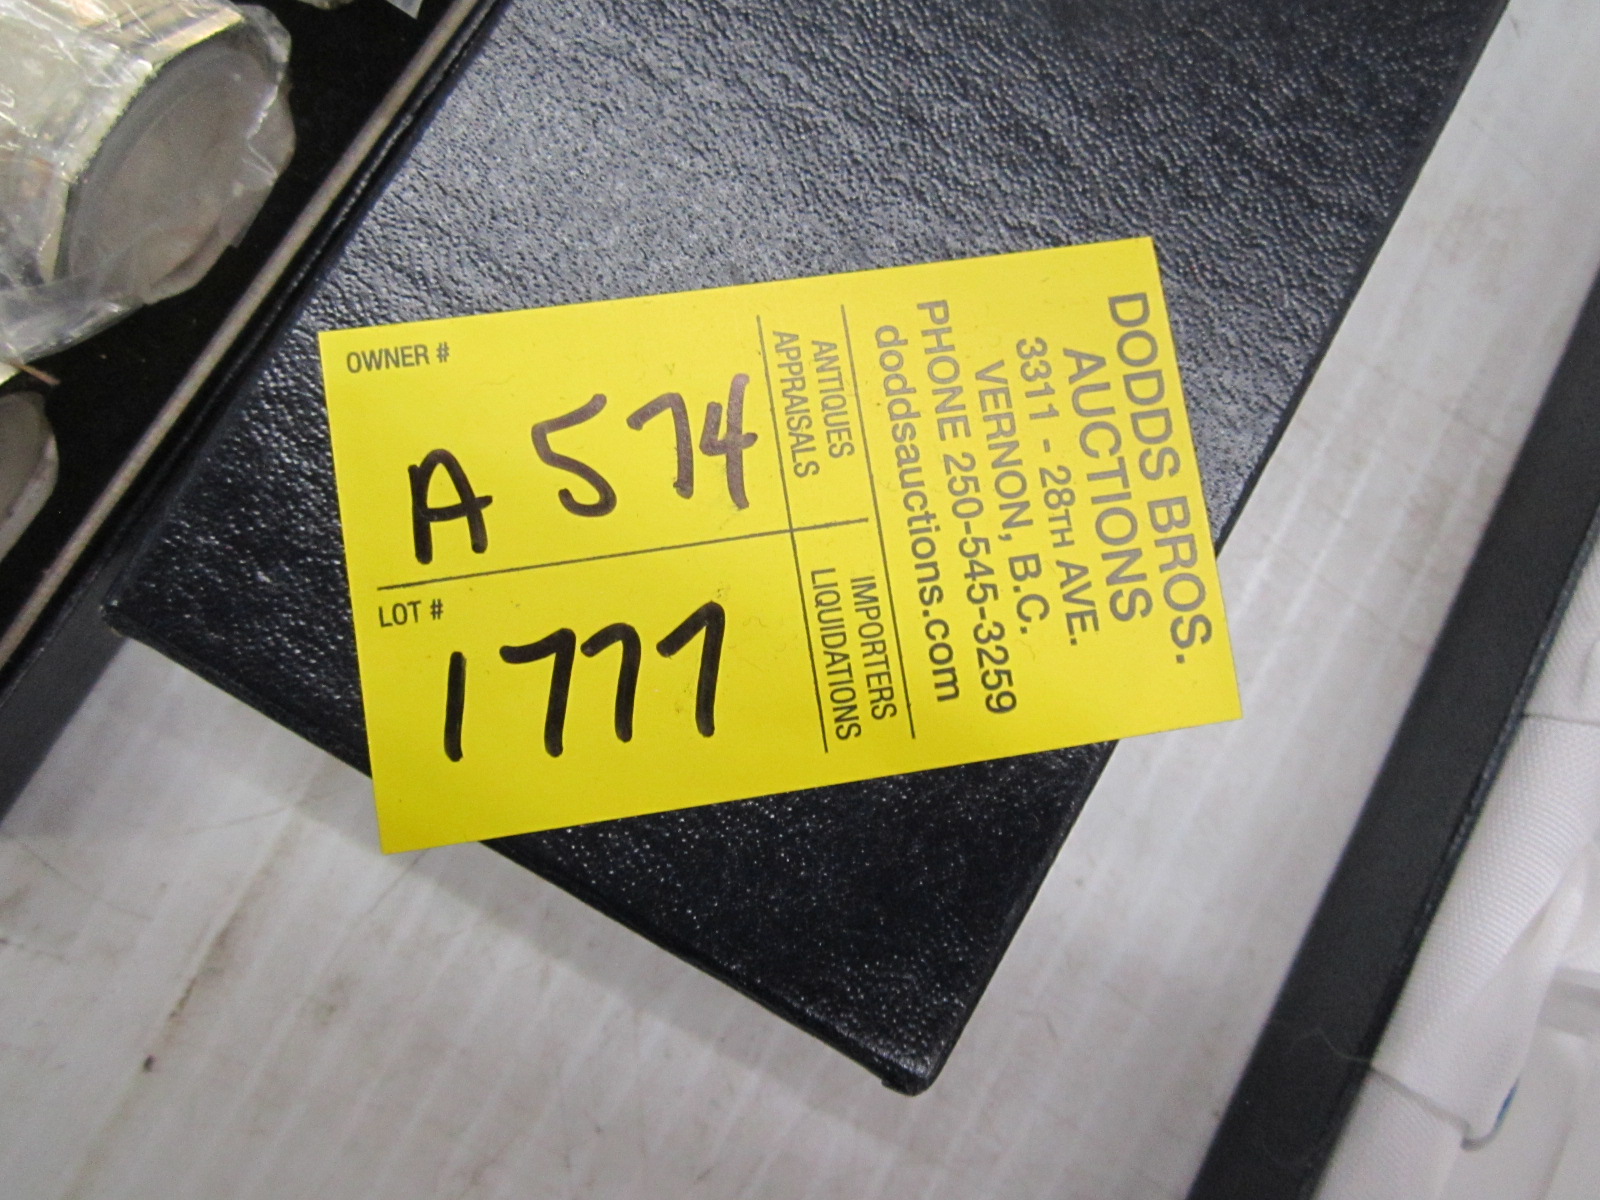 DODDS BROS.
AUCTIONS
3311 - 28TH AVE.
VERNON, B.C.
PHONE 250-545-3259
doddsauctions.com
ANTIQUES
APPRAISALS
IMPORTERS
LIQUIDATIONS
OWNER #
A 574
LOT #
1777